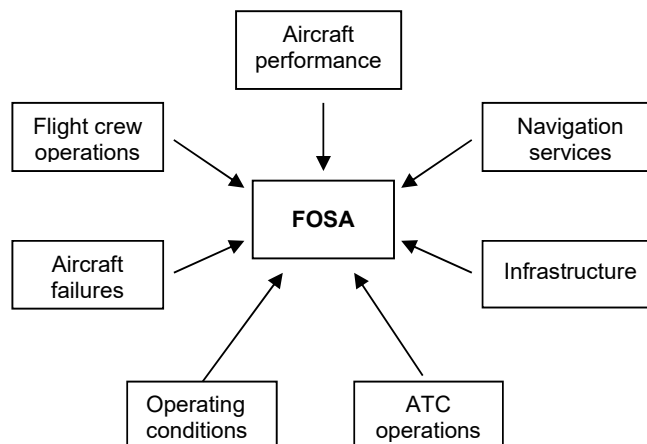 Aircraft
performance
Flight crew
operations
Navigation
services
FOSA
Aircraft
failures
Infrastructure
Operating
conditions
ATC
operations